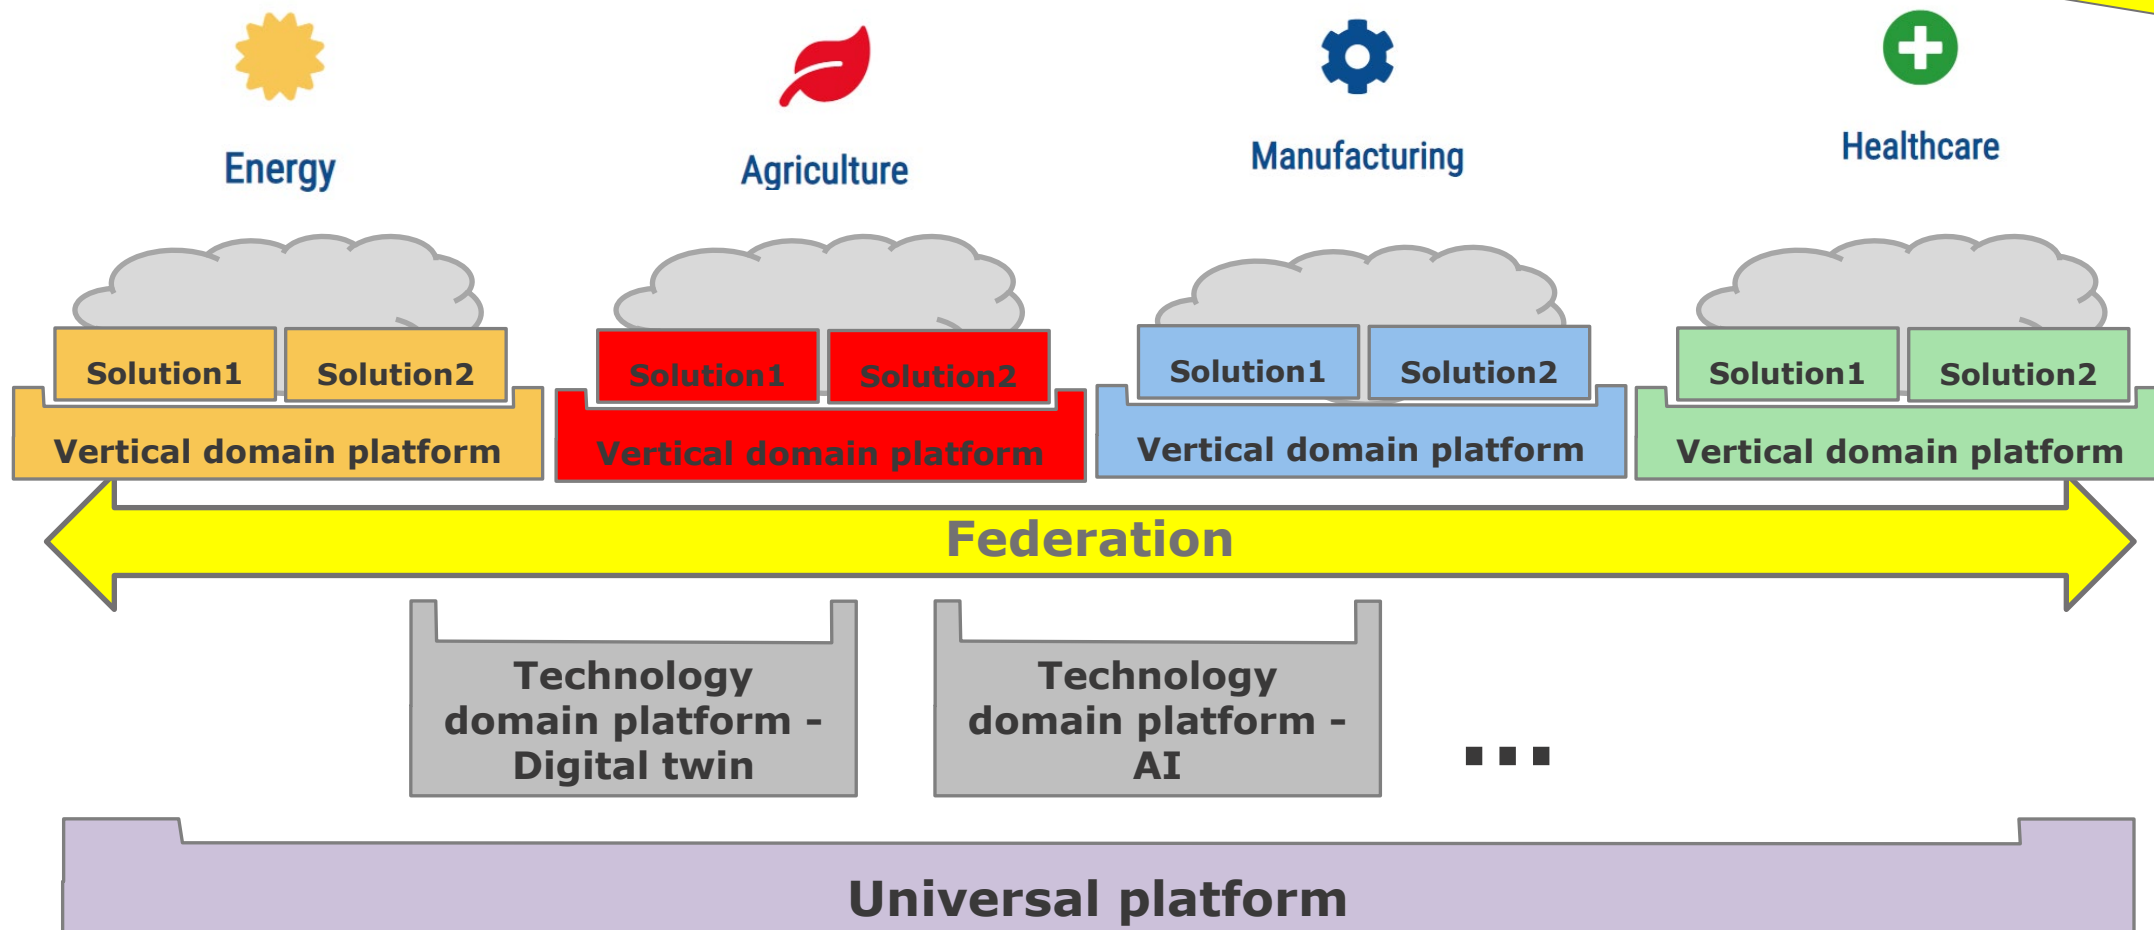 Energy
Agriculture
Manufacturing
Healthcare
Solution1
Solution2
Solution1
Solution2
Solution1
Solution2
Solution1
Solution2
Vertical domain platform
Vertical domain platform
Vertical domain platform
Vertical domain platform
Federation
Technology
domain platform -
Digital twin
Technology
domain platform -
AI
...
Universal platform